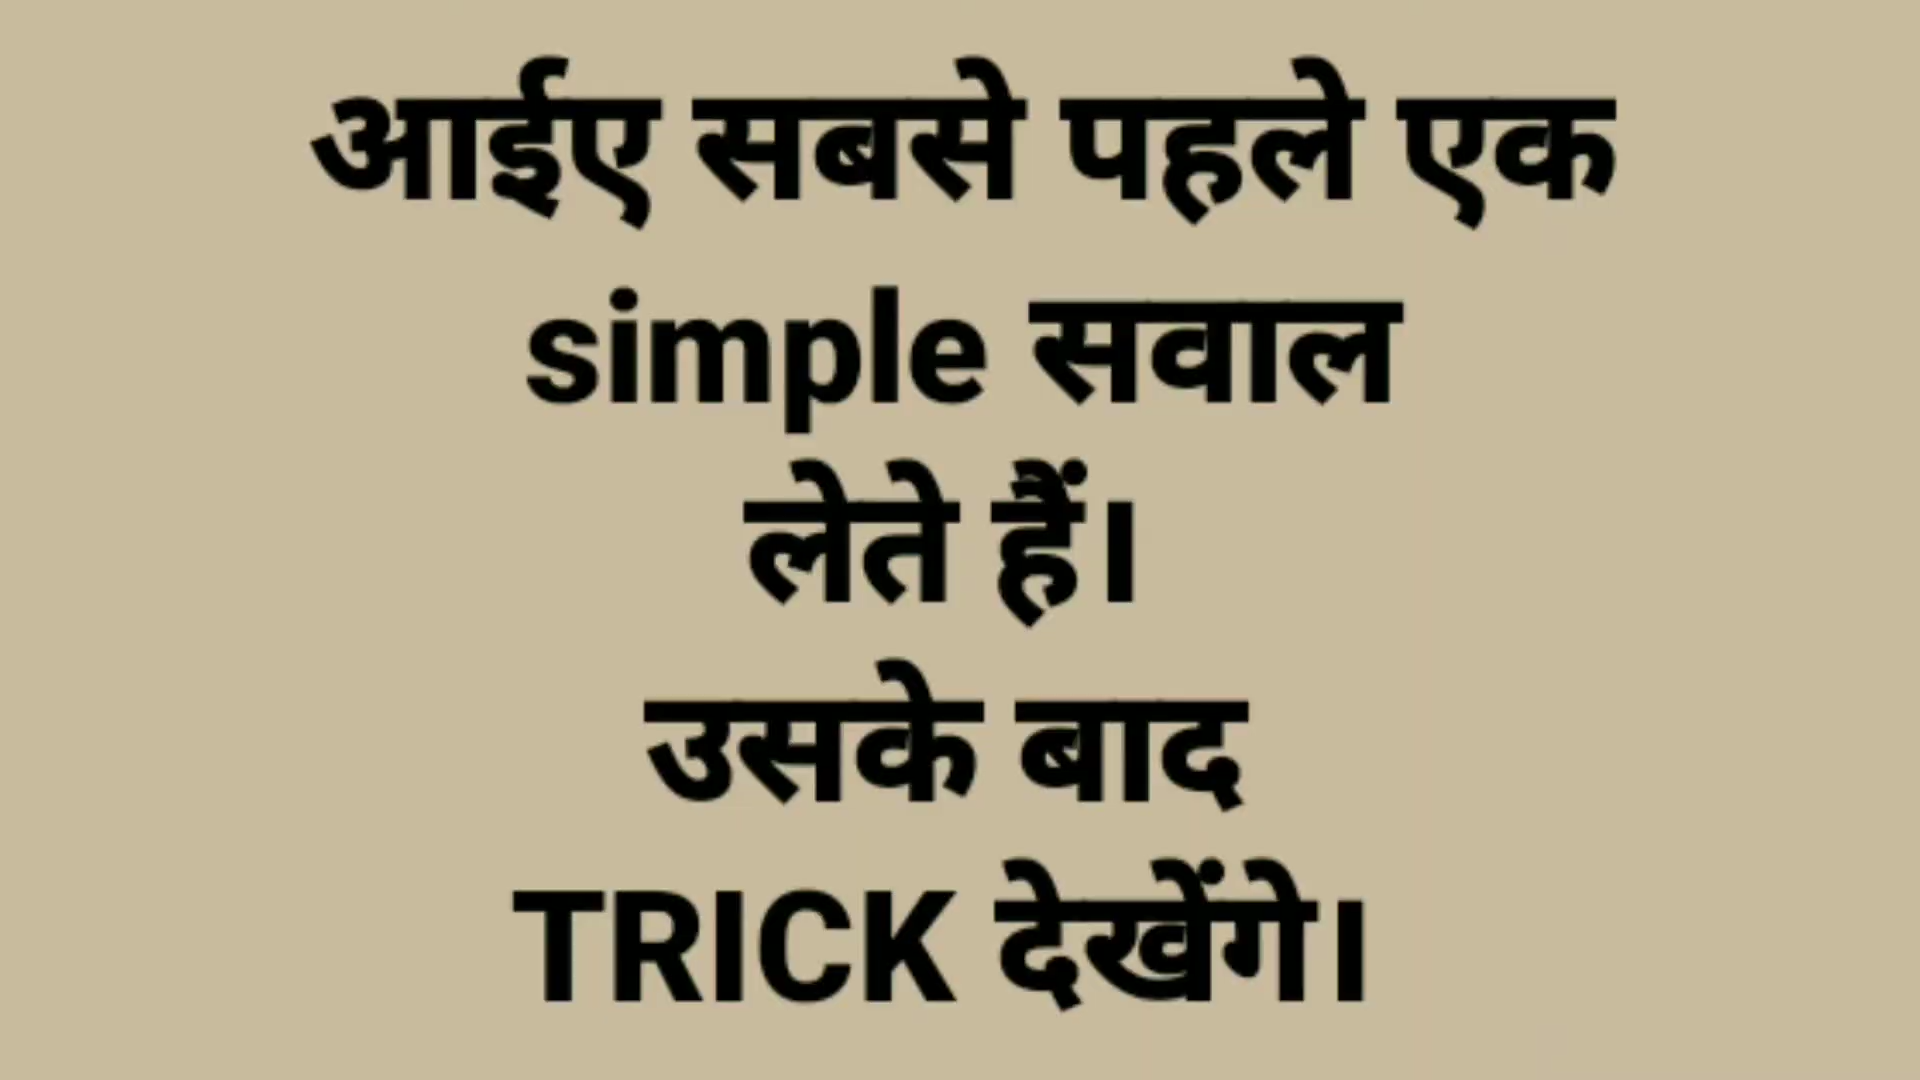 आईए सबसे पहले एक
simple सवाल
लेते हैं।
उसके बाद
TRICK देखेंगे।